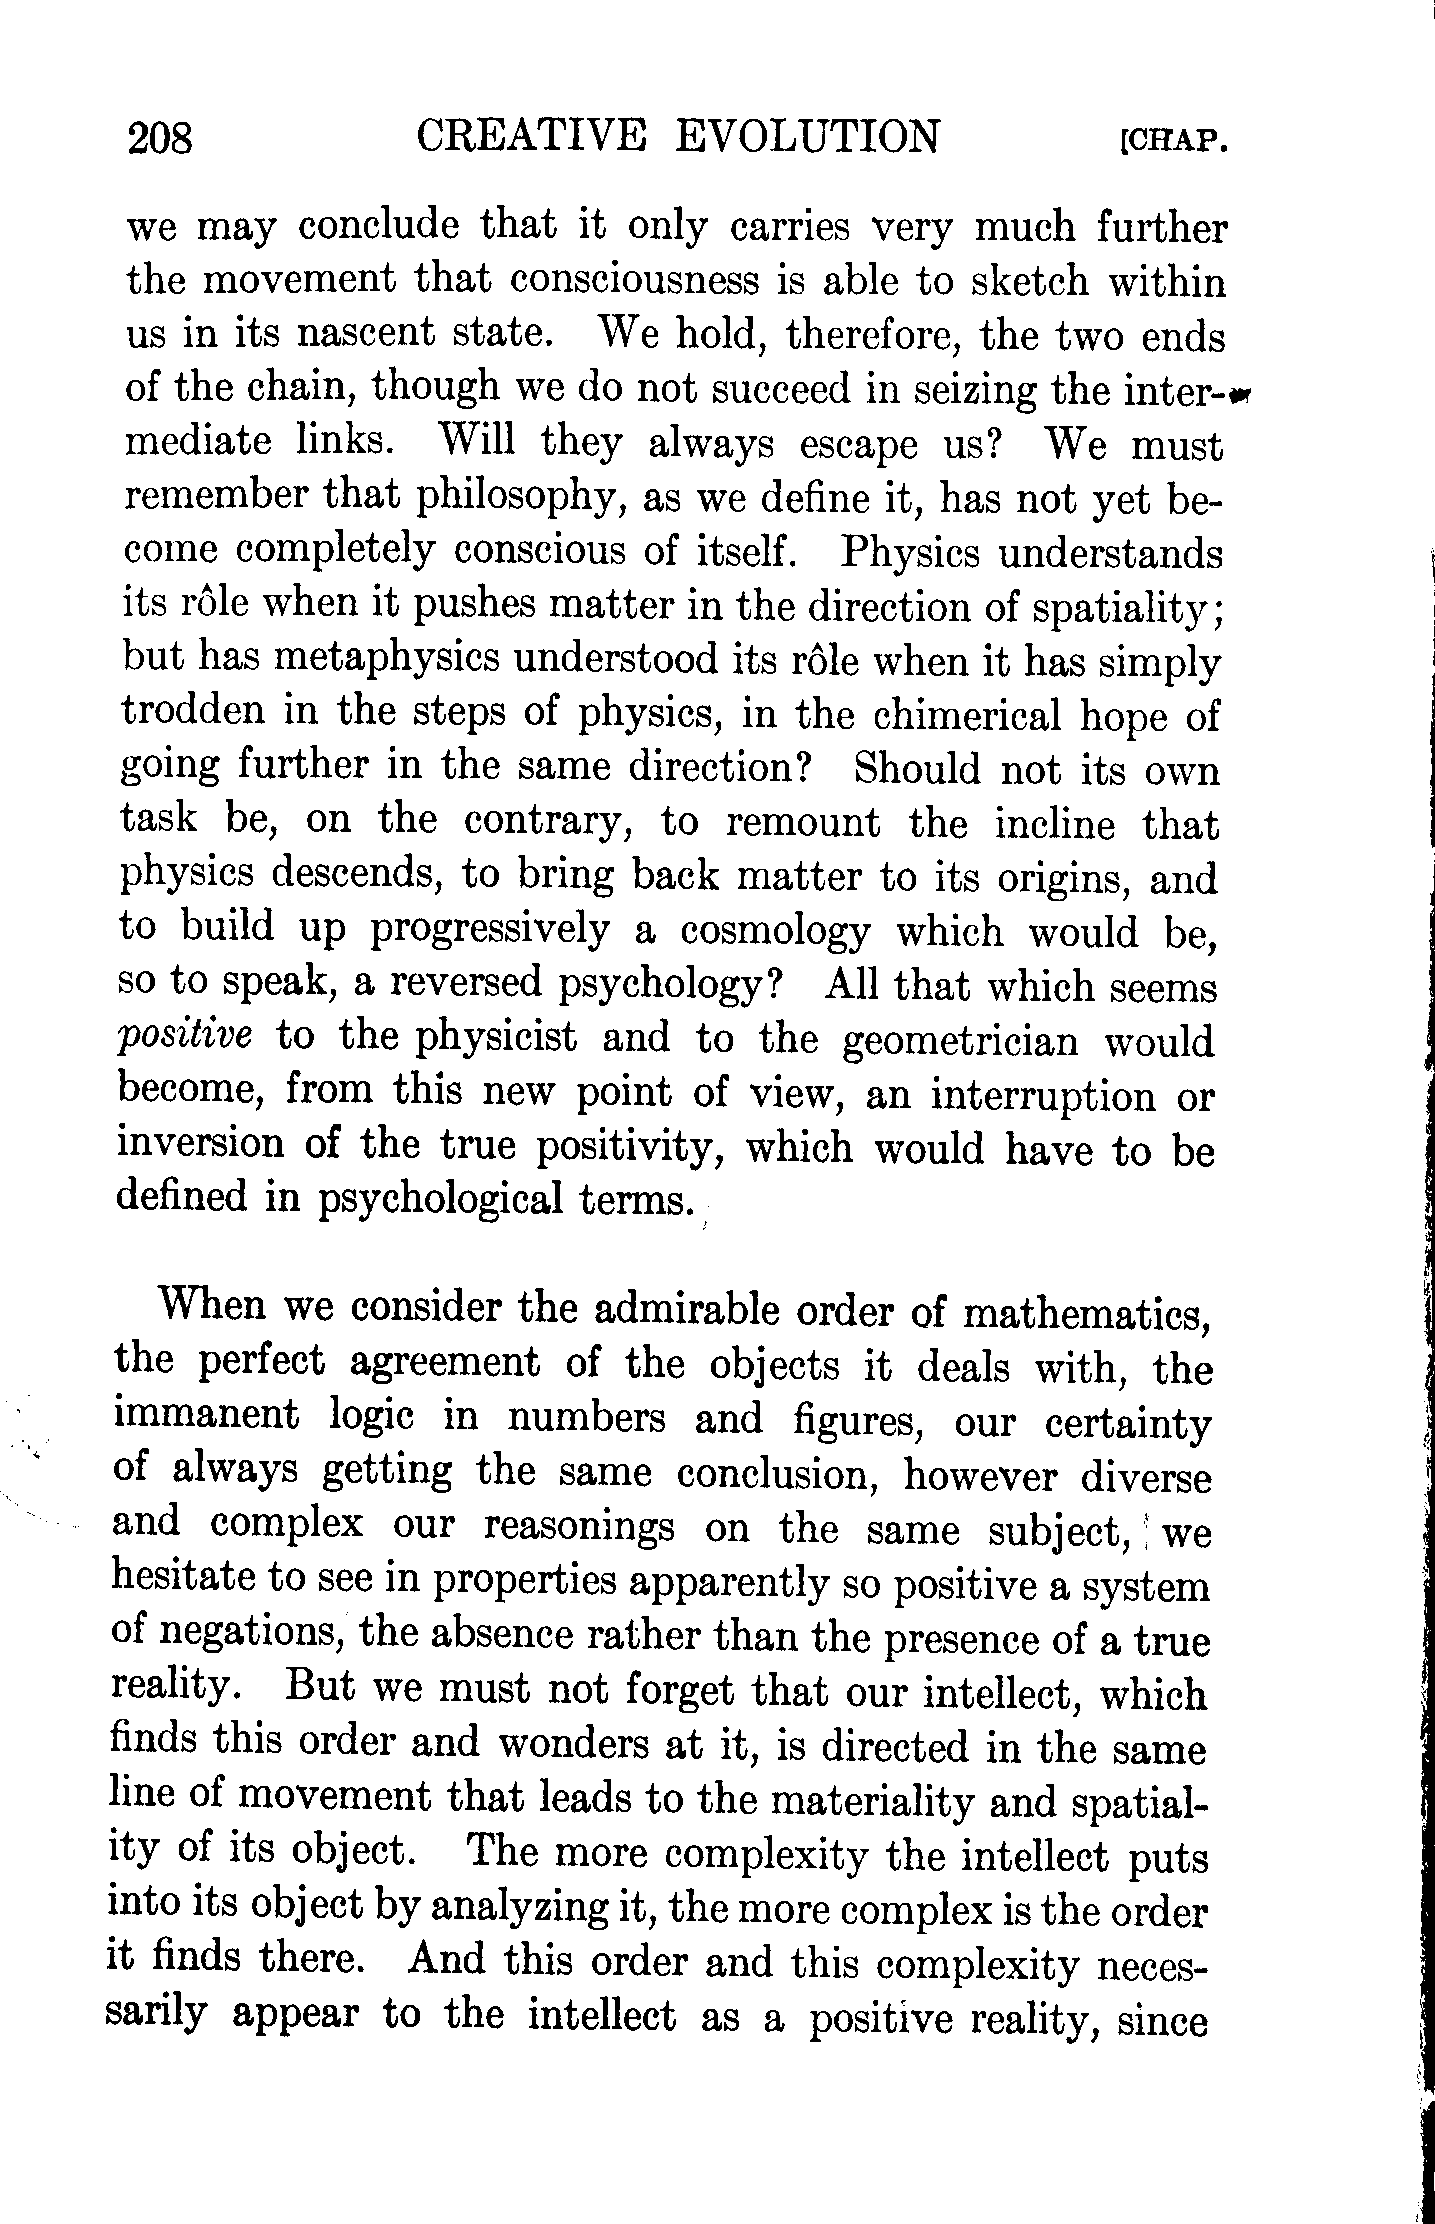 208 CREATIVE EVOLUTION [CHAP.
we may conclude that it only carries very much further
the movement that consciousness is able to sketch within
us in its nascent state. We hold, therefore, the two ends
of the chain, though we do not succeed in seizing the inter-
mediate links. Will they always escape us? We must
remember that philosophy, as we define it, has not yet be-
come completely conscious of itself. Physics understands
its rôle when it pushes matter in the direction of spatiality;
but has metaphysics understood its rôle when it has simply
trodden in the steps of physics, in the chimerical hope of
going further in the same direction? Should not its own
task be, on the contrary, to remount the incline that
physics descends, to bring back matter to its origins, and
to build up progressively a cosmology which would be,
so to speak, a reversed psychology? All that which seems
positive to the physicist and to the geometrician would
become, from this new point of view, an interruption or
inversion of the true positivity, which would have to be
defined in psychological terms.
When we consider the admirable order of mathematics,
the perfect agreement of the objects it deals with, the
immanent logic in numbers and figures, our certainty
of always getting the same conclusion, however diverse
and complex our reasonings on the same subject, we
hesitate to see in properties apparently so positive a system
of negations, the absence rather than the presence of a true
reality. But we must not forget that our intellect, which
finds this order and wonders at it, is directed in the same
line of movement that leads to the materiality and spatial-
ity of its object. The more complexity the intellect puts
into its object by analyzing it, the more complex is the order
it finds there. And this order and this complexity neces-
sarily appear to the intellect as a positive reality, since